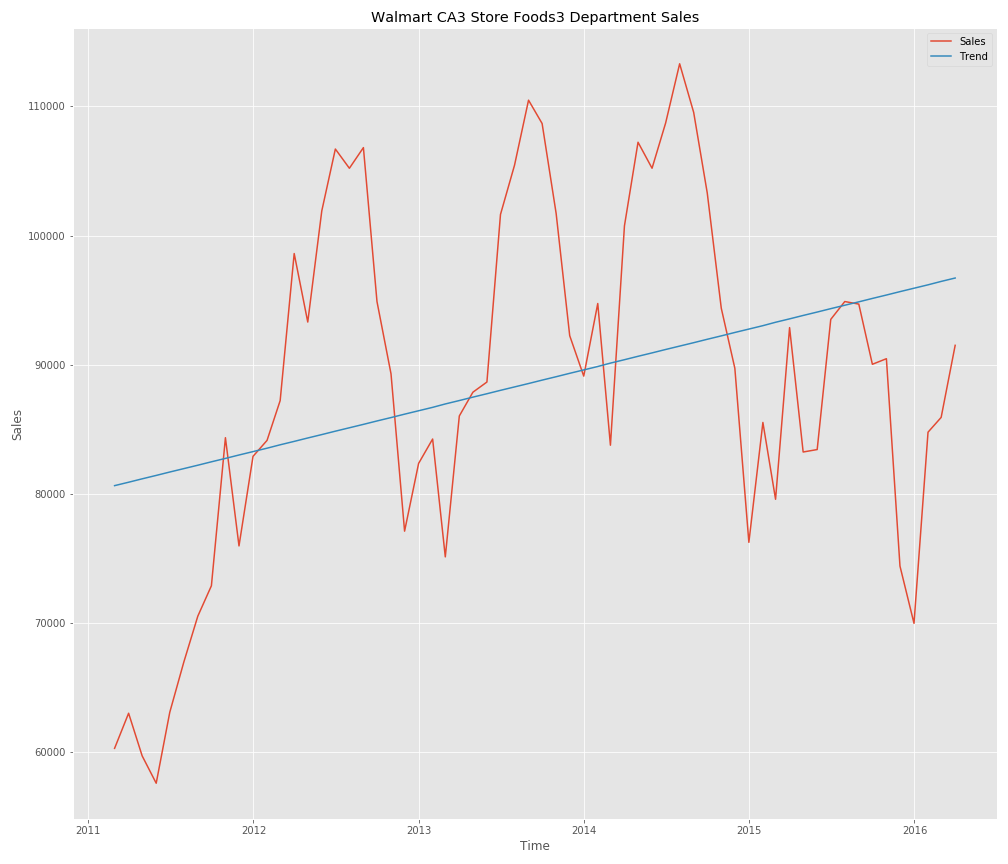 Walmart CA3 Store Foods3 Department Sales
Sales
Trend
110000
100000
90000
80000
70000
60000
Sales
2011 2012 2013 2014 2015 2016
Time